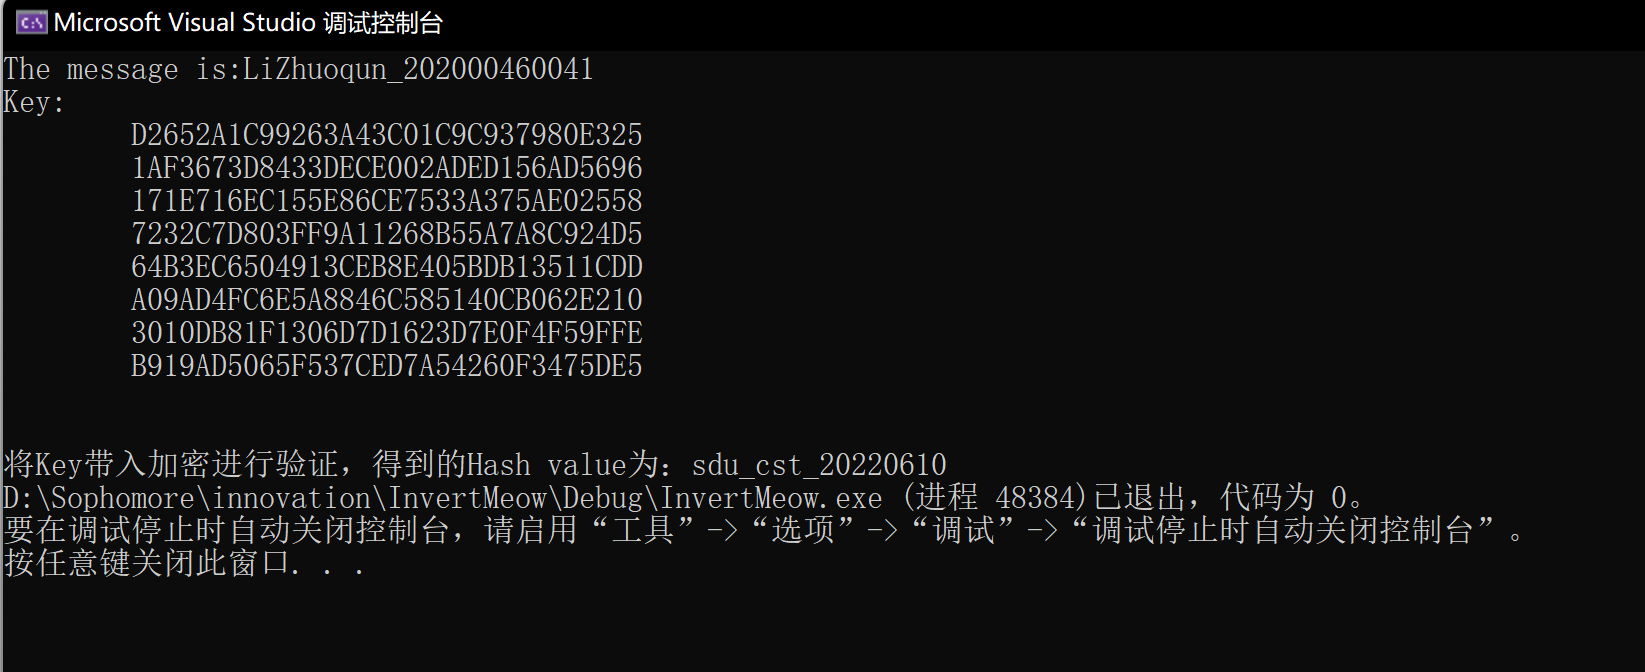 Microsoft Visual Studio 调试控制台
The message is:LiZhuoqun_202000460041
Key:
D2652A1C99263A43C01C9C937980E325
1AF3673D8433DECE002ADED156AD5696
171E716EC155E86CE7533A375AE02558
7232C7D803FF9A11268B55A7A8C924D5
64B3EC6504913CEB8E405BDB13511CDD
A09AD4FC6E5A8846C585140CB062E210
3010DB81F1306D7D1623D7E0F4F59FFE
B919AD5065F537CED7A54260F3475DE5
将Key带入加密进行验证，得到的Hash value为：sdu_cst_20220610
D:\Sophomore\innovation\InvertMeow\Debug\InvertMeow.exe (进程 48384)已退出，代码为 0。
要在调试停止时自动关闭控制台，请启用“工具”->“选项”->“调试”->“调试停止时自动关闭控制台”。
按任意键关闭此窗口. . .